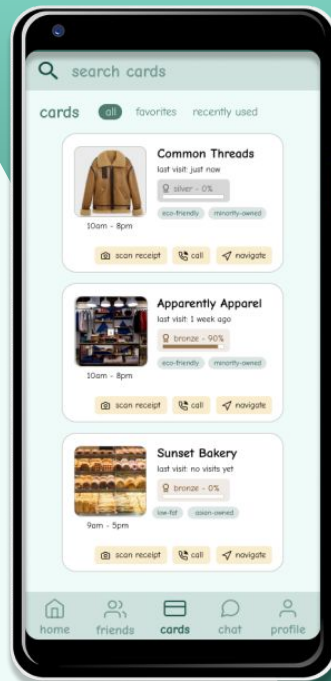 search cards
cards all favorites recently used
Common Threads
last visit: just now
silver - 0%
eco-friendly minority-owned
10am - 8pm
scan receipt call navigate
Apparently Apparel
last visit: 1 week ago
bronze - 90%
eco-friendly minority-owned
10am - 8pm
scan receipt call navigate
Sunset Bakery
last visit: no visits yet
bronze - 0%
low-fat asian-owned
9am - 5pm
scan receipt call navigate
home friends cards chat profile